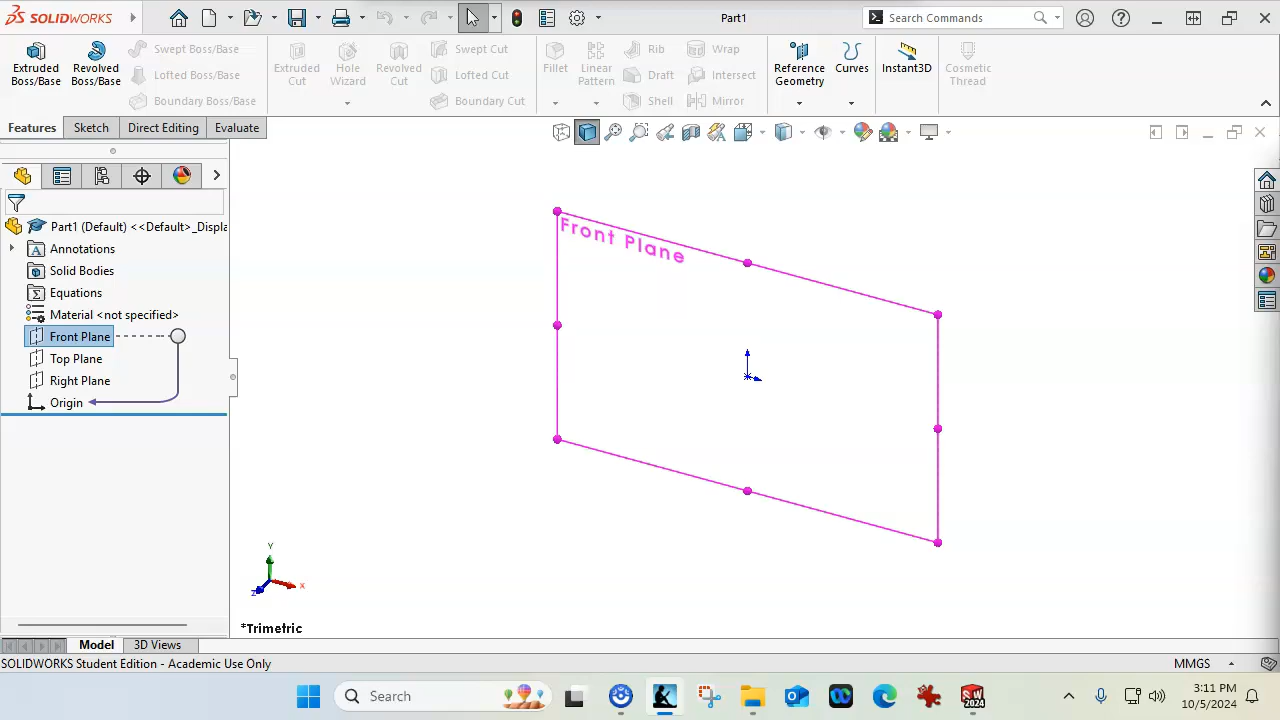 SOLIDWORKS
Part1
Search Commands
Extruded Boss/Base
Revolved Boss/Base
Swept Boss/Base
Lofted Boss/Base
Boundary Boss/Base
Extruded Cut
Hole Wizard
Revolved Cut
Swept Cut
Lofted Cut
Boundary Cut
Fillet
Linear Pattern
Rib
Draft
Shell
Wrap
Intersect
Mirror
Reference Geometry
Curves
Instant3D
Cosmetic Thread
Features
Sketch
Direct Editing
Evaluate
Part1 (Default) <<Default>_Displa
Annotations
Solid Bodies
Equations
Material <not specified>
Front Plane
Top Plane
Right Plane
Origin
Front Plane
Y
X
Z
*Trimetric
Model
3D Views
SOLIDWORKS Student Edition - Academic Use Only
MMGS
Search
SW
2024
3:11 PM
10/5/2024